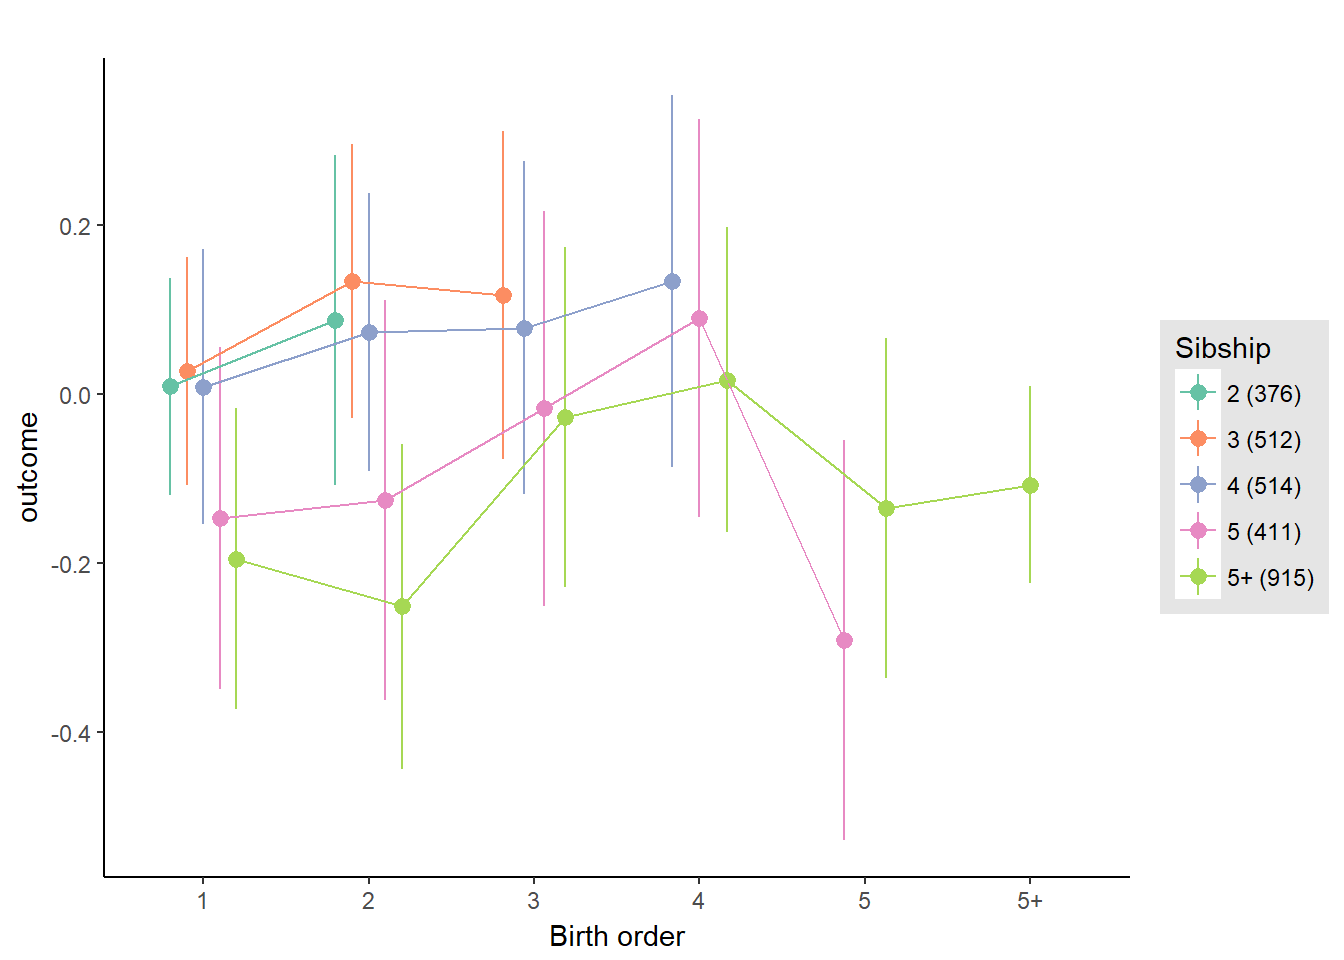 0.2
0.0
-0.2
-0.4
outcome
1 2 3 4 5 5+
Birth order
Sibship
2 (376)
3 (512)
4 (514)
5 (411)
5+ (915)